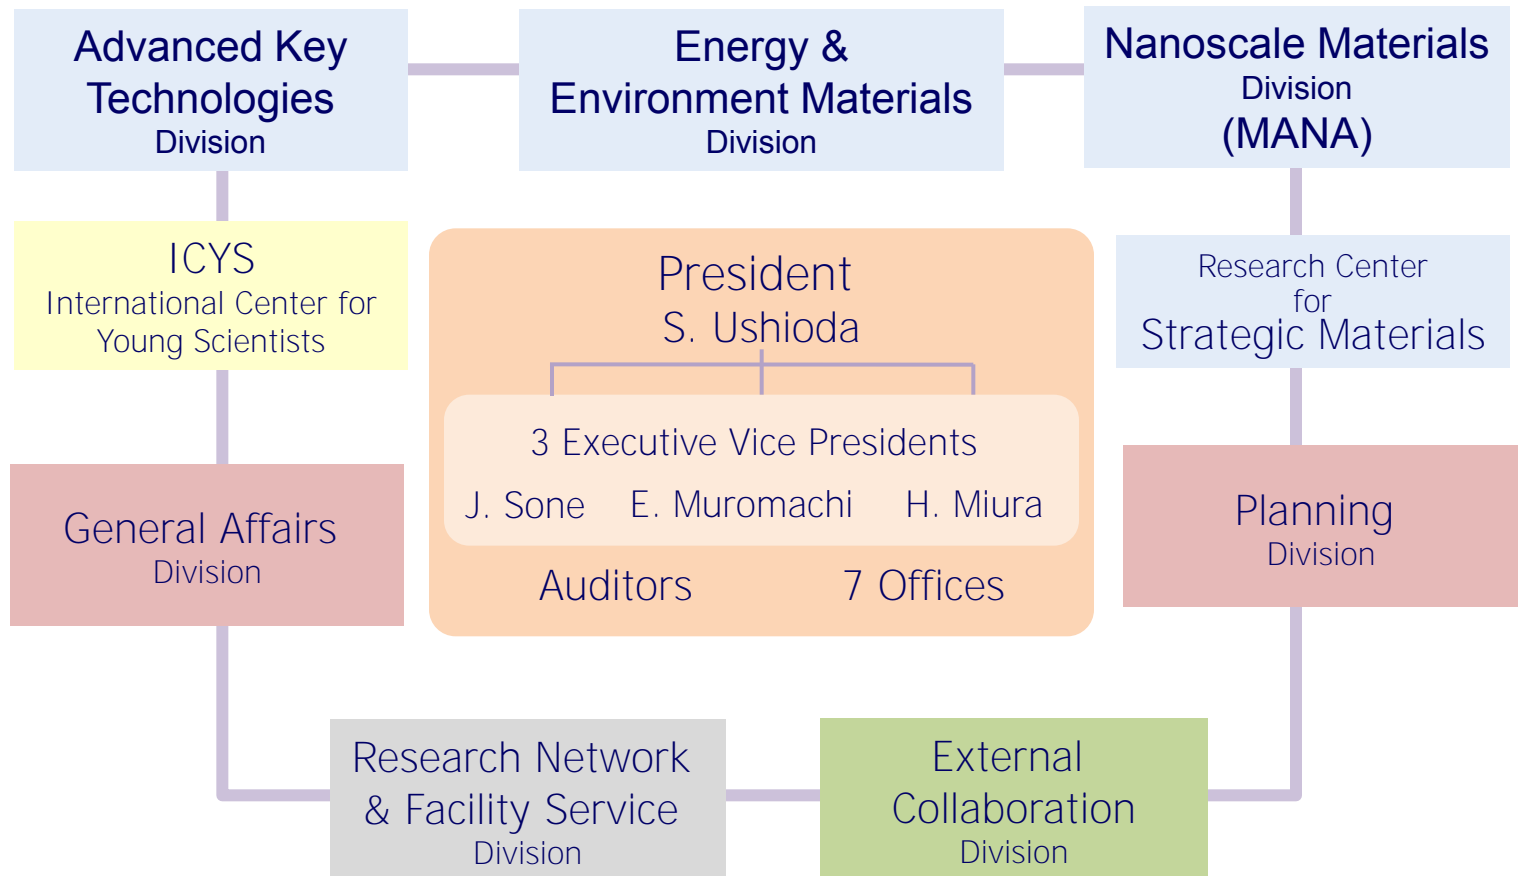 Advanced Key
Technologies
Division
Energy &
Environment Materials
Division
Nanoscale Materials
Division
(MANA)
ICYS
International Center for
Young Scientists
President
S. Ushioda
3 Executive Vice Presidents
J. Sone E. Muromachi H. Miura
Auditors 7 Offices
Research Center
for
Strategic Materials
General Affairs
Division
Planning
Division
Research Network
& Facility Service
Division
External
Collaboration
Division